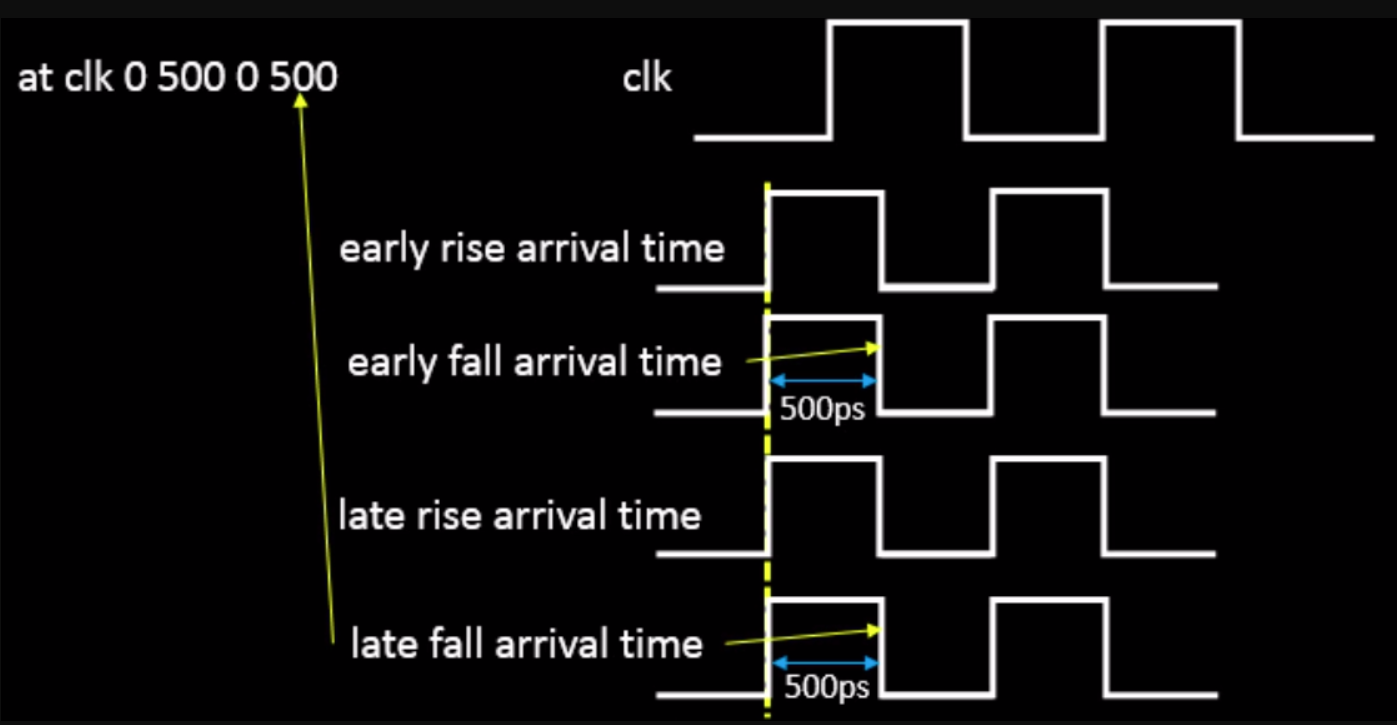 at clk 0 500 0 500
clk
early rise arrival time
early fall arrival time
500ps
late rise arrival time
late fall arrival time
500ps